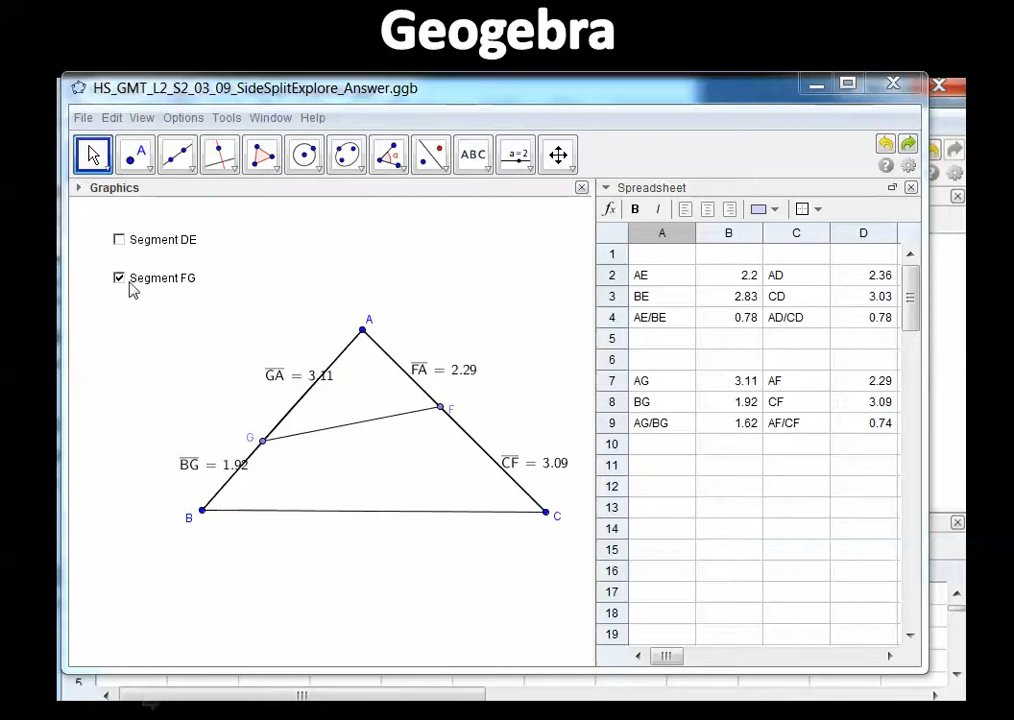 Geogebra
HS_GMT_L2_S2_03_09_SideSplitExplore_Answer.ggb
File Edit View Options Tools Window Help
A
α
ABC
a=2
Graphics
Spreadsheet
fx B I
Segment DE
Segment FG
A
GA = 3.11
FA = 2.29
F
G
BG = 1.92
CF = 3.09
B
C
A B C D
1
2 AE 2.2 AD 2.36
3 BE 2.83 CD 3.03
4 AE/BE 0.78 AD/CD 0.78
5
6
7 AG 3.11 AF 2.29
8 BG 1.92 CF 3.09
9 AG/BG 1.62 AF/CF 0.74
10
11
12
13
14
15
16
17
18
19
5